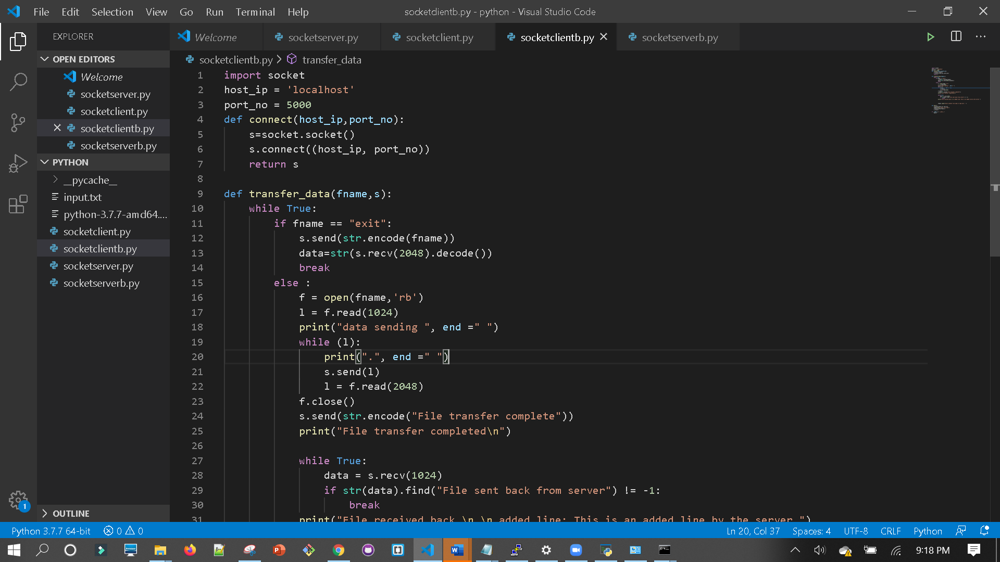 File Edit Selection View Go Run Terminal Help
socketclientb.py - python - Visual Studio Code
EXPLORER
Welcome
socketserver.py
socketclient.py
socketclientb.py
socketserverb.py
OPEN EDITORS
Welcome
socketserver.py
socketclient.py
socketclientb.py
socketserverb.py
PYTHON
__pycache__
input.txt
python-3.7.7-amd64....
socketclient.py
socketclientb.py
socketserver.py
socketserverb.py
1
OUTLINE
socketclientb.py > transfer_data
1 import socket
2 host_ip = 'localhost'
3 port_no = 5000
4 def connect(host_ip,port_no):
5 s=socket.socket()
6 s.connect((host_ip, port_no))
7 return s
8
9 def transfer_data(fname,s):
10 while True:
11 if fname == "exit":
12 s.send(str.encode(fname))
13 data=str(s.recv(2048).decode())
14 break
15 else :
16 f = open(fname,'rb')
17 l = f.read(1024)
18 print("data sending ", end =" ")
19 while (l):
20 print(".", end =" ")
21 s.send(l)
22 l = f.read(2048)
23 f.close()
24 s.send(str.encode("File transfer complete"))
25 print("File transfer completed\n")
26
27 while True:
28 data = s.recv(1024)
29 if str(data).find("File sent back from server") != -1:
30 break
31 print("File received back \n \n added line: This is an added line by the server ")
Python 3.7.7 64-bit 0 0
Ln 20, Col 37 Spaces: 4 UTF-8 CRLF Python
9:18 PM